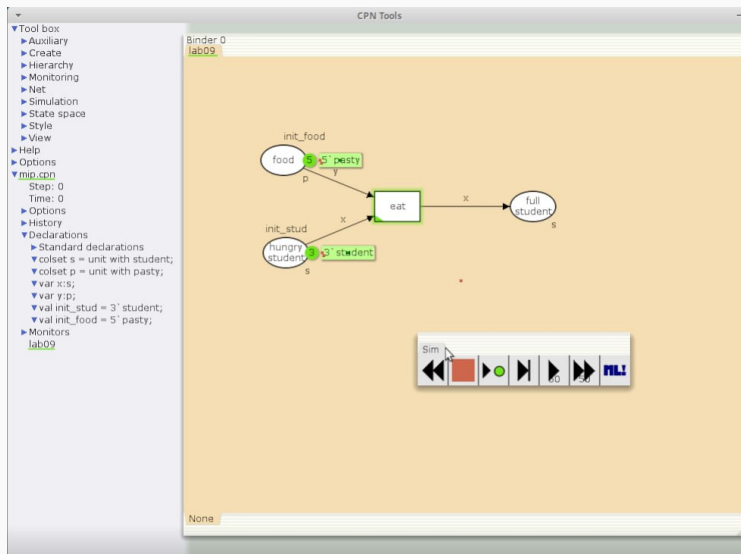 CPN Tools
Tool box
Auxiliary
Create
Hierarchy
Monitoring
Net
Simulation
State space
Style
View
Help
Options
mip.cpn
Step: 0
Time: 0
Options
History
Declarations
Standard declarations
colset s = unit with student;
colset p = unit with pasty;
var x:s;
var y:p;
val init_stud = 3`student;
val init_food = 5`pasty;
Monitors
lab09
Binder 0
lab09
init_food
food
5
5`pasty
p
y
eat
x
full
student
s
init_stud
x
hungry
student
3
3`student
s
Sim
50
ML!
None